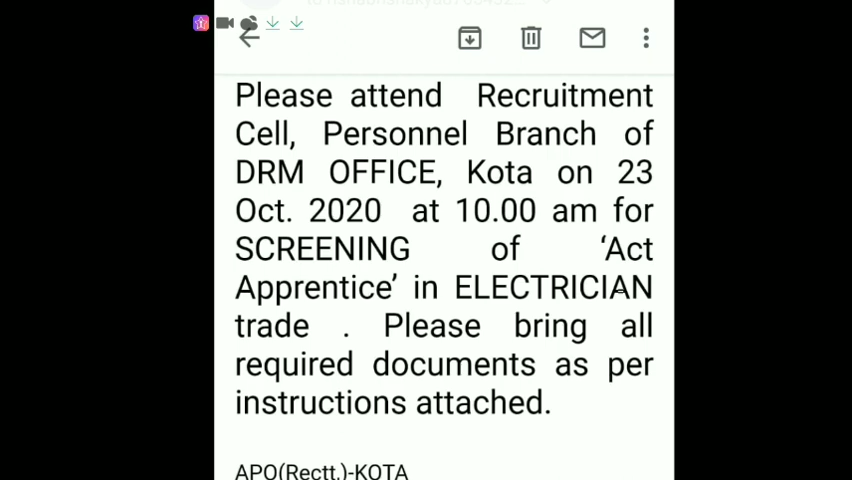 Please attend Recruitment
Cell, Personnel Branch of
DRM OFFICE, Kota on 23
Oct. 2020 at 10.00 am for
SCREENING of ‘Act
Apprentice’ in ELECTRICIAN
trade . Please bring all
required documents as per
instructions attached.
APO(Rectt.)-KOTA